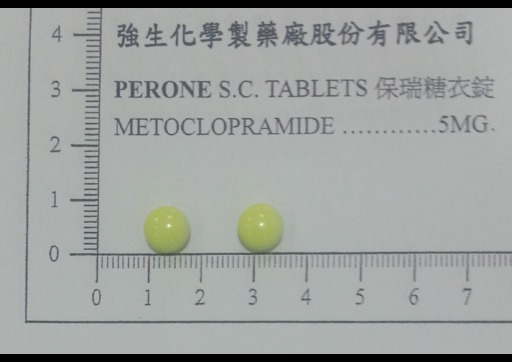 4 強生化學製藥廠股份有限公司
3 PERONE S.C. TABLETS 保瑞糖衣錠
METOCLOPRAMIDE ............5MG.
2
1
0
0 1 2 3 4 5 6 7